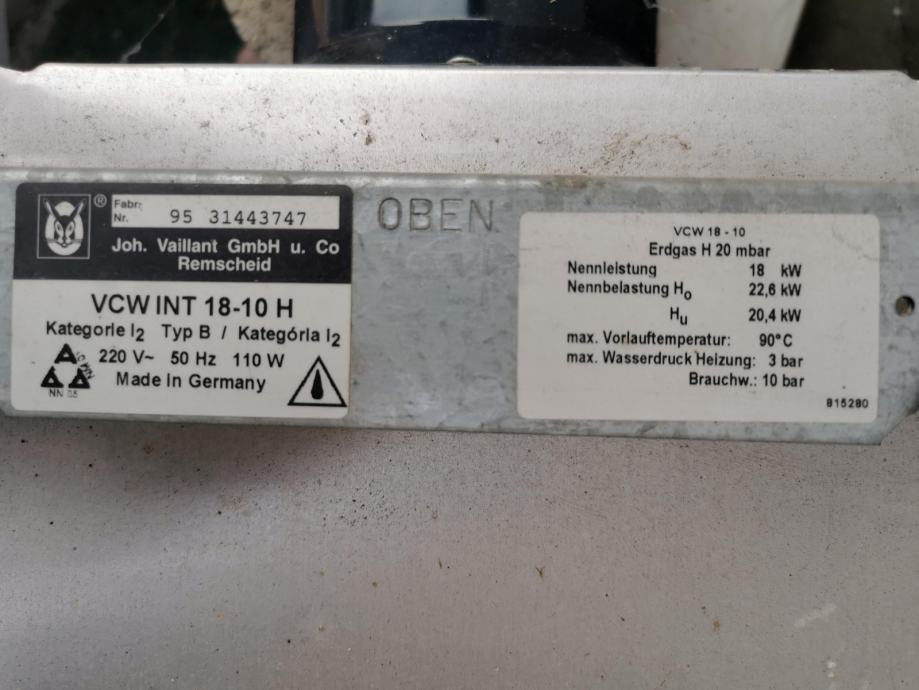 ®
Fabr.
Nr. 95 31443747
Joh. Vaillant GmbH u. Co
Remscheid
VCW INT 18-10 H
Kategorie I₂ Typ B / Kategória I₂
220 V~ 50 Hz 110 W
Made in Germany
OBEN
VCW 18 - 10
Erdgas H 20 mbar
Nennleistung 18 kW
Nennbelastung Hₒ 22,6 kW
Hᵤ 20,4 kW
max. Vorlauftemperatur: 90°C
max. Wasserdruck Heizung: 3 bar
Brauchw.: 10 bar
815280